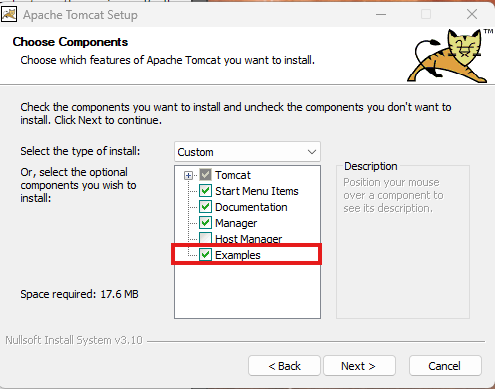 Apache Tomcat Setup
Choose Components
Choose which features of Apache Tomcat you want to install.
TM
Check the components you want to install and uncheck the components you don't want to
install. Click Next to continue.
Select the type of install:
Custom
Or, select the optional
components you wish to
install:
Tomcat
Start Menu Items
Documentation
Manager
Host Manager
Examples
Description
Position your mouse
over a component to
see its description.
Space required: 17.6 MB
Nullsoft Install System v3.10
< Back
Next >
Cancel